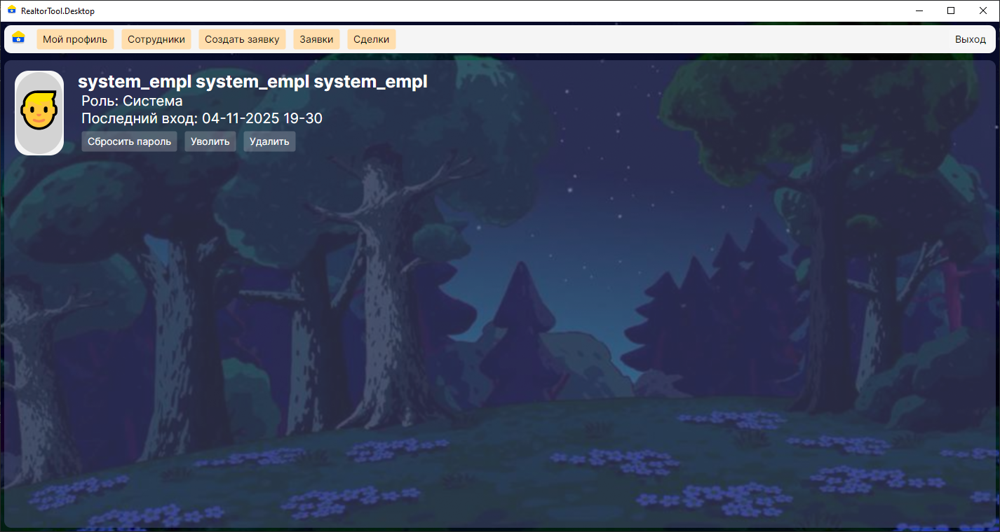 RealtorTool.Desktop
Мой профиль Сотрудники Создать заявку Заявки Сделки Выход
system_empl system_empl system_empl
Роль: Система
Последний вход: 04-11-2025 19-30
Сбросить пароль Уволить Удалить